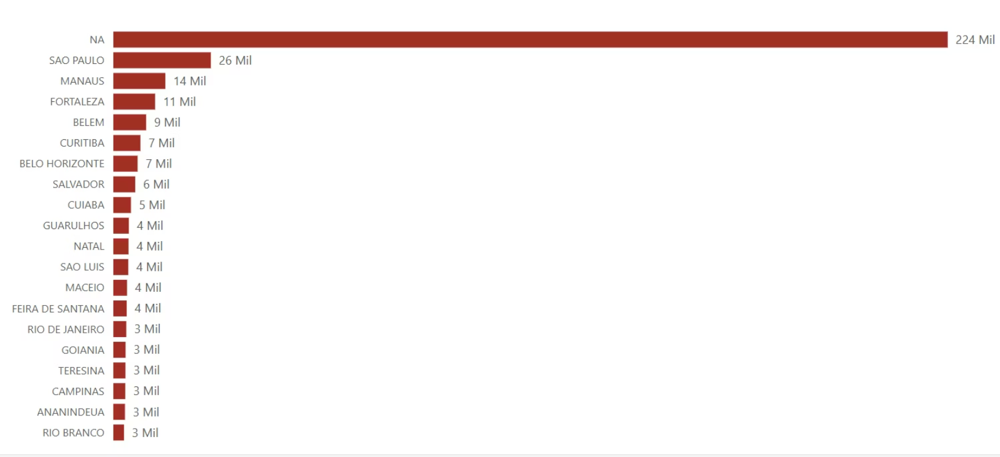 NA 224 Mil
SAO PAULO 26 Mil
MANAUS 14 Mil
FORTALEZA 11 Mil
BELEM 9 Mil
CURITIBA 7 Mil
BELO HORIZONTE 7 Mil
SALVADOR 6 Mil
CUIABA 5 Mil
GUARULHOS 4 Mil
NATAL 4 Mil
SAO LUIS 4 Mil
MACEIO 4 Mil
FEIRA DE SANTANA 4 Mil
RIO DE JANEIRO 3 Mil
GOIANIA 3 Mil
TERESINA 3 Mil
CAMPINAS 3 Mil
ANANINDEUA 3 Mil
RIO BRANCO 3 Mil